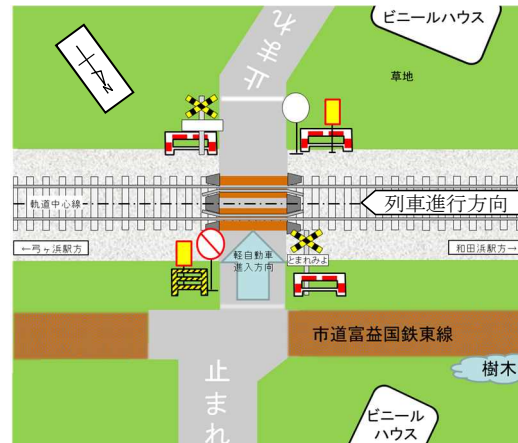 ビニールハウス
止まれ
草地
N
軌道中心線
列車進行方向
←弓ヶ浜駅方
和田浜駅方→
軽自動車
進入方向
とまれみよ
市道富益国鉄東線
樹木
止まれ
ビニール
ハウス